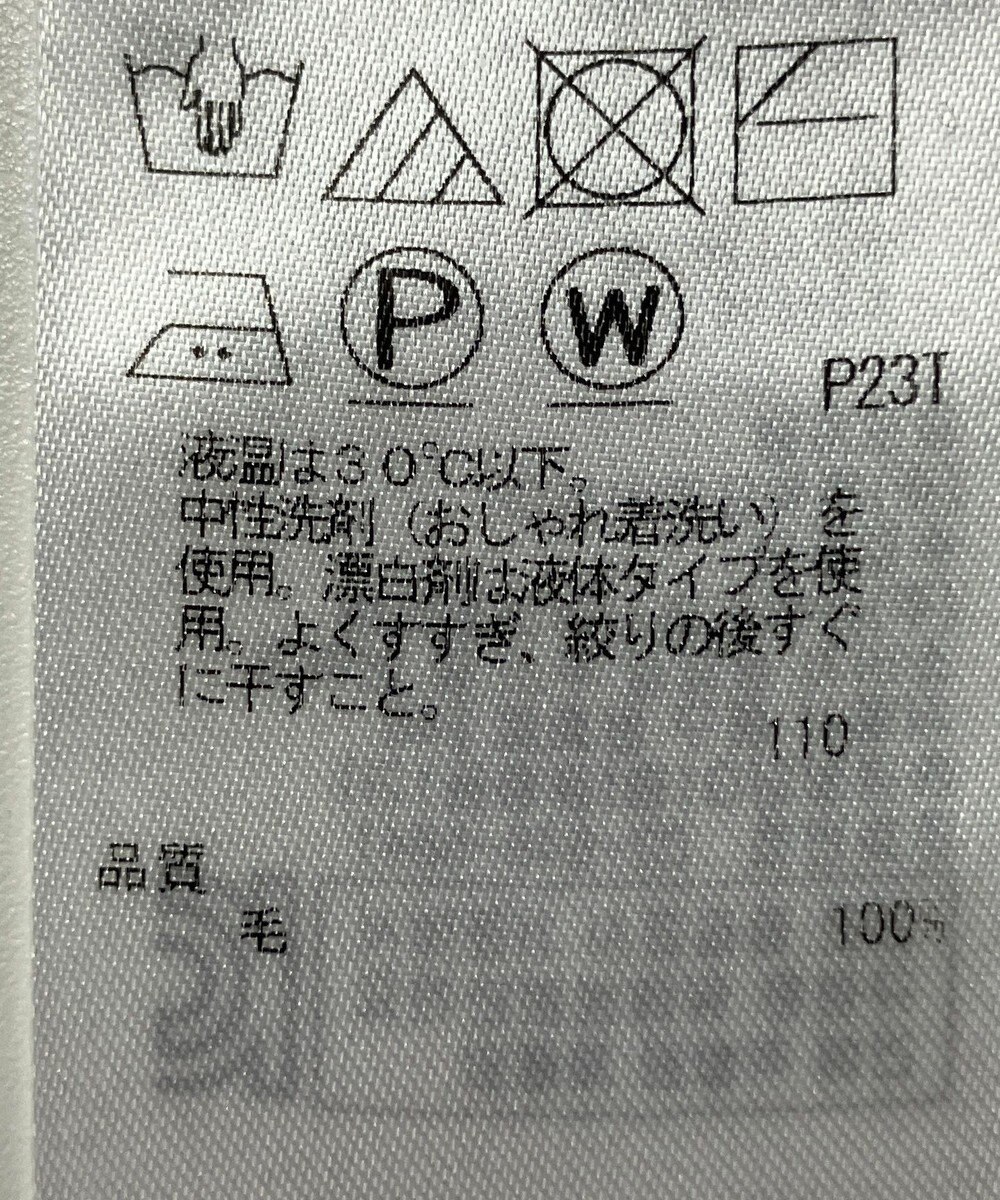 P
W
P23T
液温は30℃以下。
中性洗剤（おしゃれ着洗い）を
使用。漂白剤は液体タイプを使
用。よくすすぎ、絞りの後すぐ
に干すこと。
110
品質
毛 100%